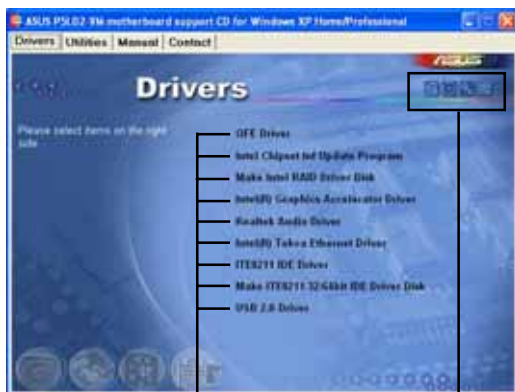 ASUS P5LD2-VM motherboard support CD for Windows XP Home/Professional
Drivers Utilities Manual Contact
ASUS
Drivers
Please select items on the right side
GFE Driver
Intel Chipset Inf Update Program
Make Intel RAID Driver Disk
Intel(R) Graphics Accelerator Driver
Realtek Audio Driver
Intel(R) Tekoa Ethernet Driver
ITE8211 IDE Driver
Make ITE8211 32/64bit IDE Driver Disk
USB 2.0 Driver